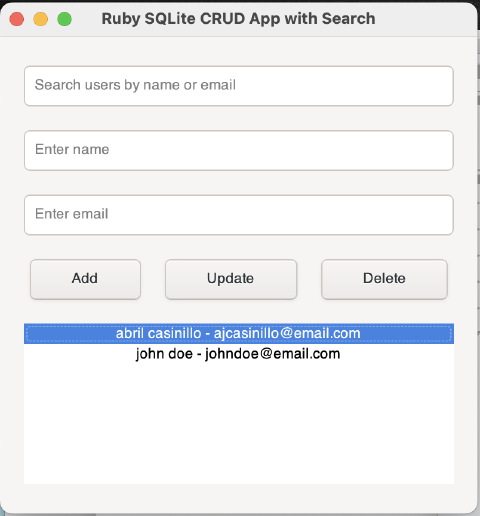 Ruby SQLite CRUD App with Search
Search users by name or email
Enter name
Enter email
Add Update Delete
abril casinillo - ajcasinillo@email.com
john doe - johndoe@email.com